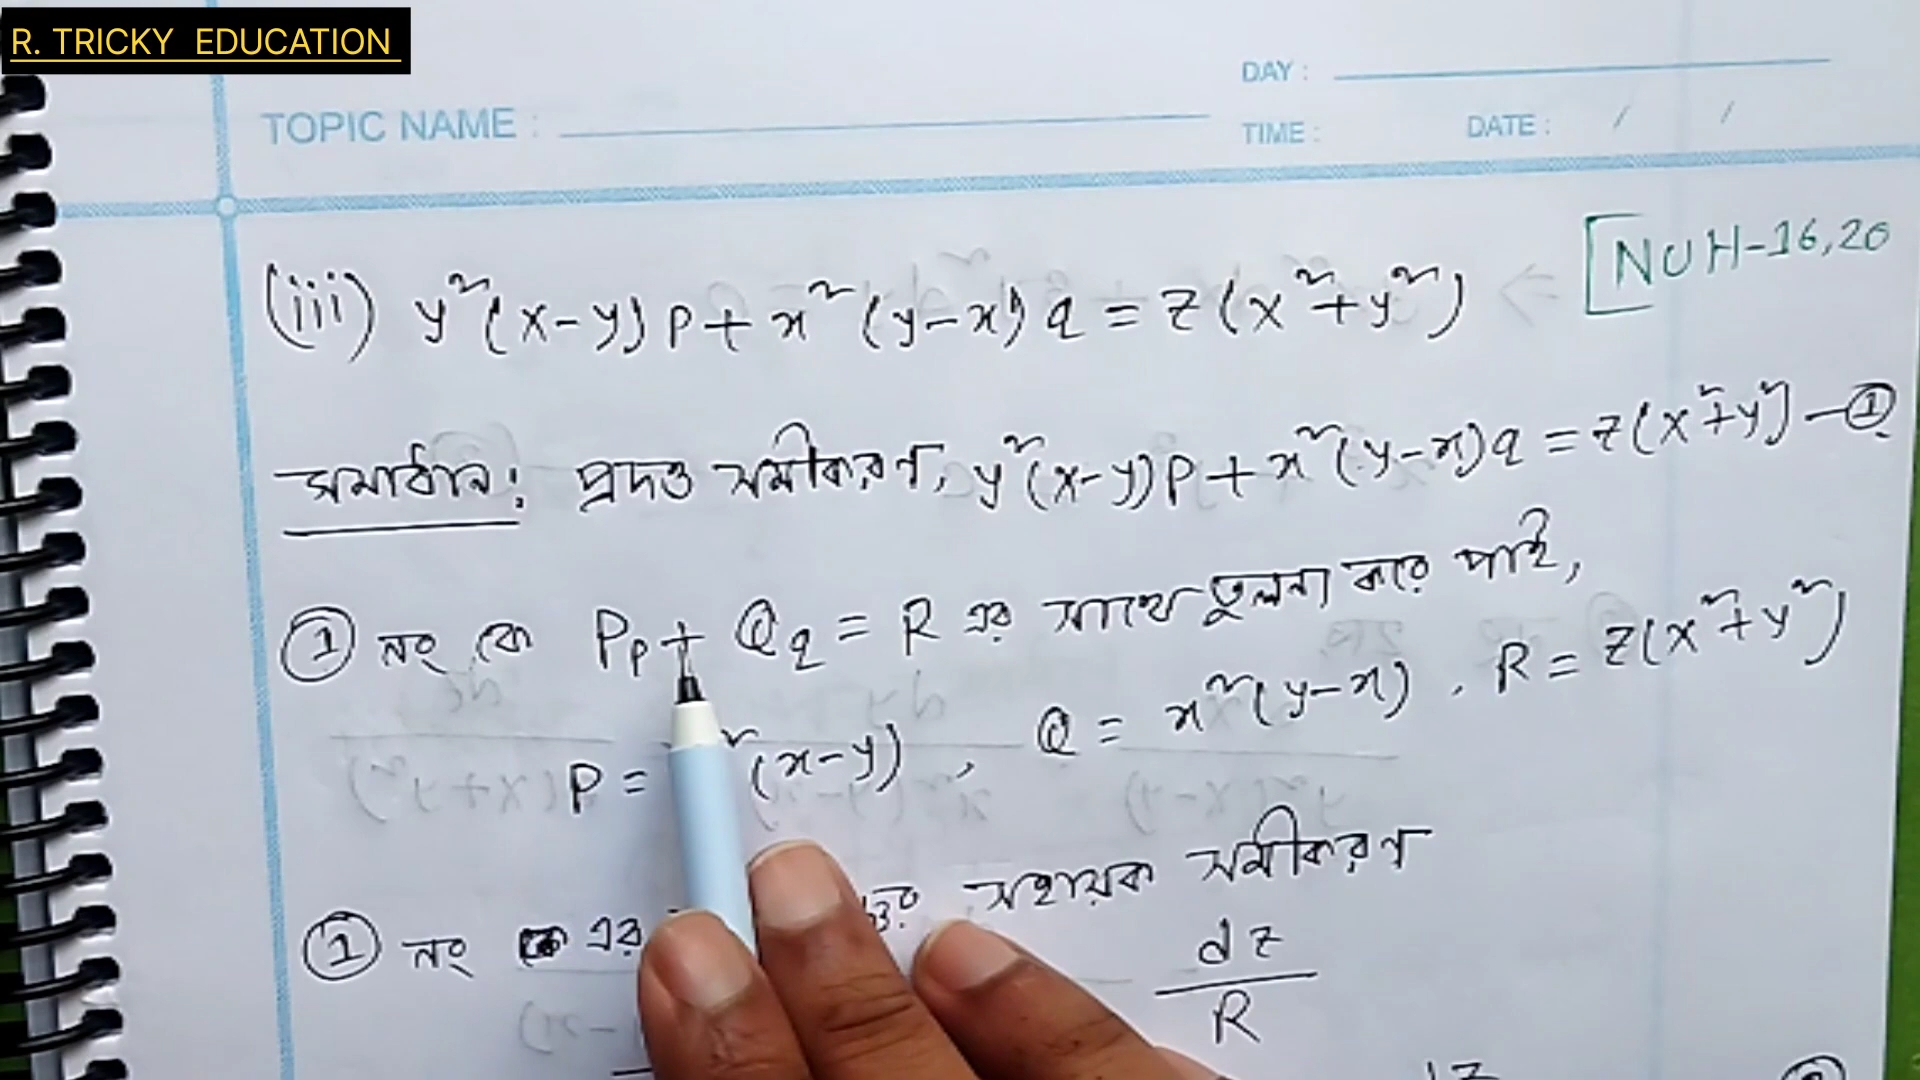 R. TRICKY EDUCATION
DAY :
TOPIC NAME :
TIME : DATE : / /
[NUH-16,20
(iii) y²(x-y)p+x²(y-x)q = z(x²+y²)
সমাধান: প্রদত্ত সমীকরণ, y²(x-y)p+x²(y-x)q = z(x²+y²) — ①
① নং কে Pp + Qq = R এর সাথে তুলনা করে পাই,
P = ²(x-y), Q = x²(y-x), R = z(x²+y²)
① নং এর সহায়ক সমীকরণ
dz
R